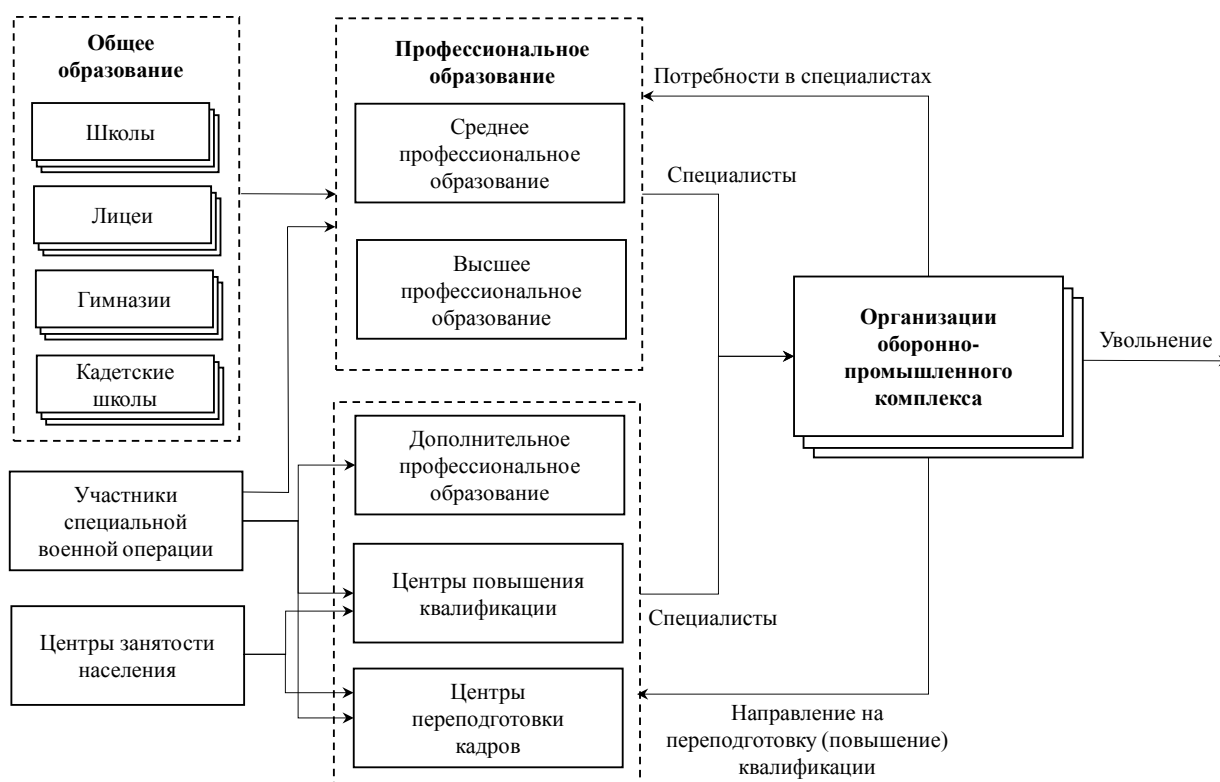 Общее
образование
Школы
Лицеи
Гимназии
Кадетские
школы
Участники
специальной
военной операции
Центры занятости
населения
Профессиональное
образование
Среднее
профессиональное
образование
Высшее
профессиональное
образование
Дополнительное
профессиональное
образование
Центры повышения
квалификации
Центры
переподготовки
кадров
Потребности в специалистах
Специалисты
Специалисты
Направление на
переподготовку (повышение)
квалификации
Организации
оборонно-
промышленного
комплекса
Увольнение